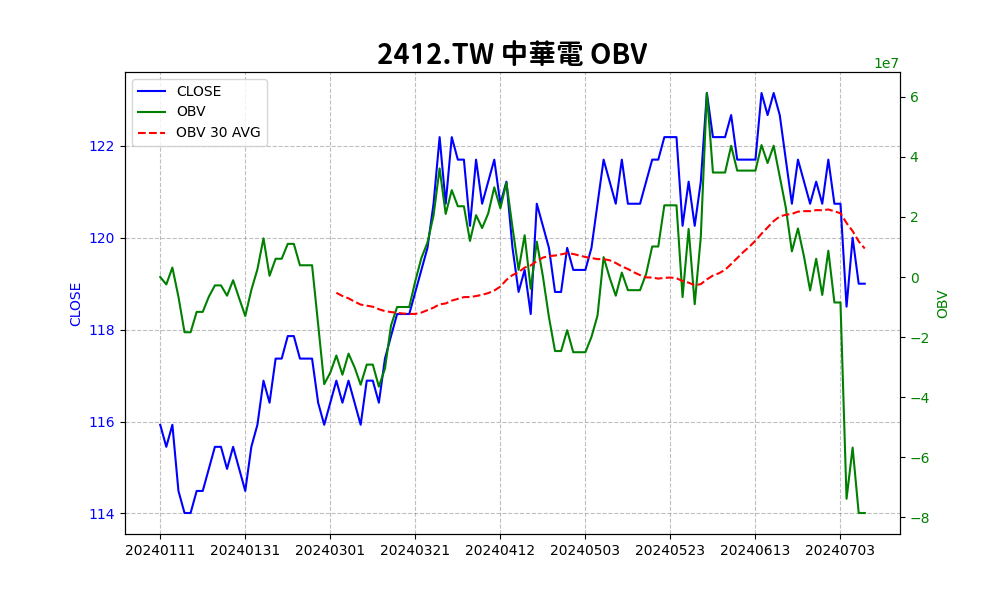 2412.TW 中華電 OBV
1e7
CLOSE
OBV
OBV 30 AVG
122
120
118
116
114
CLOSE
6
4
2
0
−2
−4
−6
−8
OBV
20240111 20240131 20240301 20240321 20240412 20240503 20240523 20240613 20240703